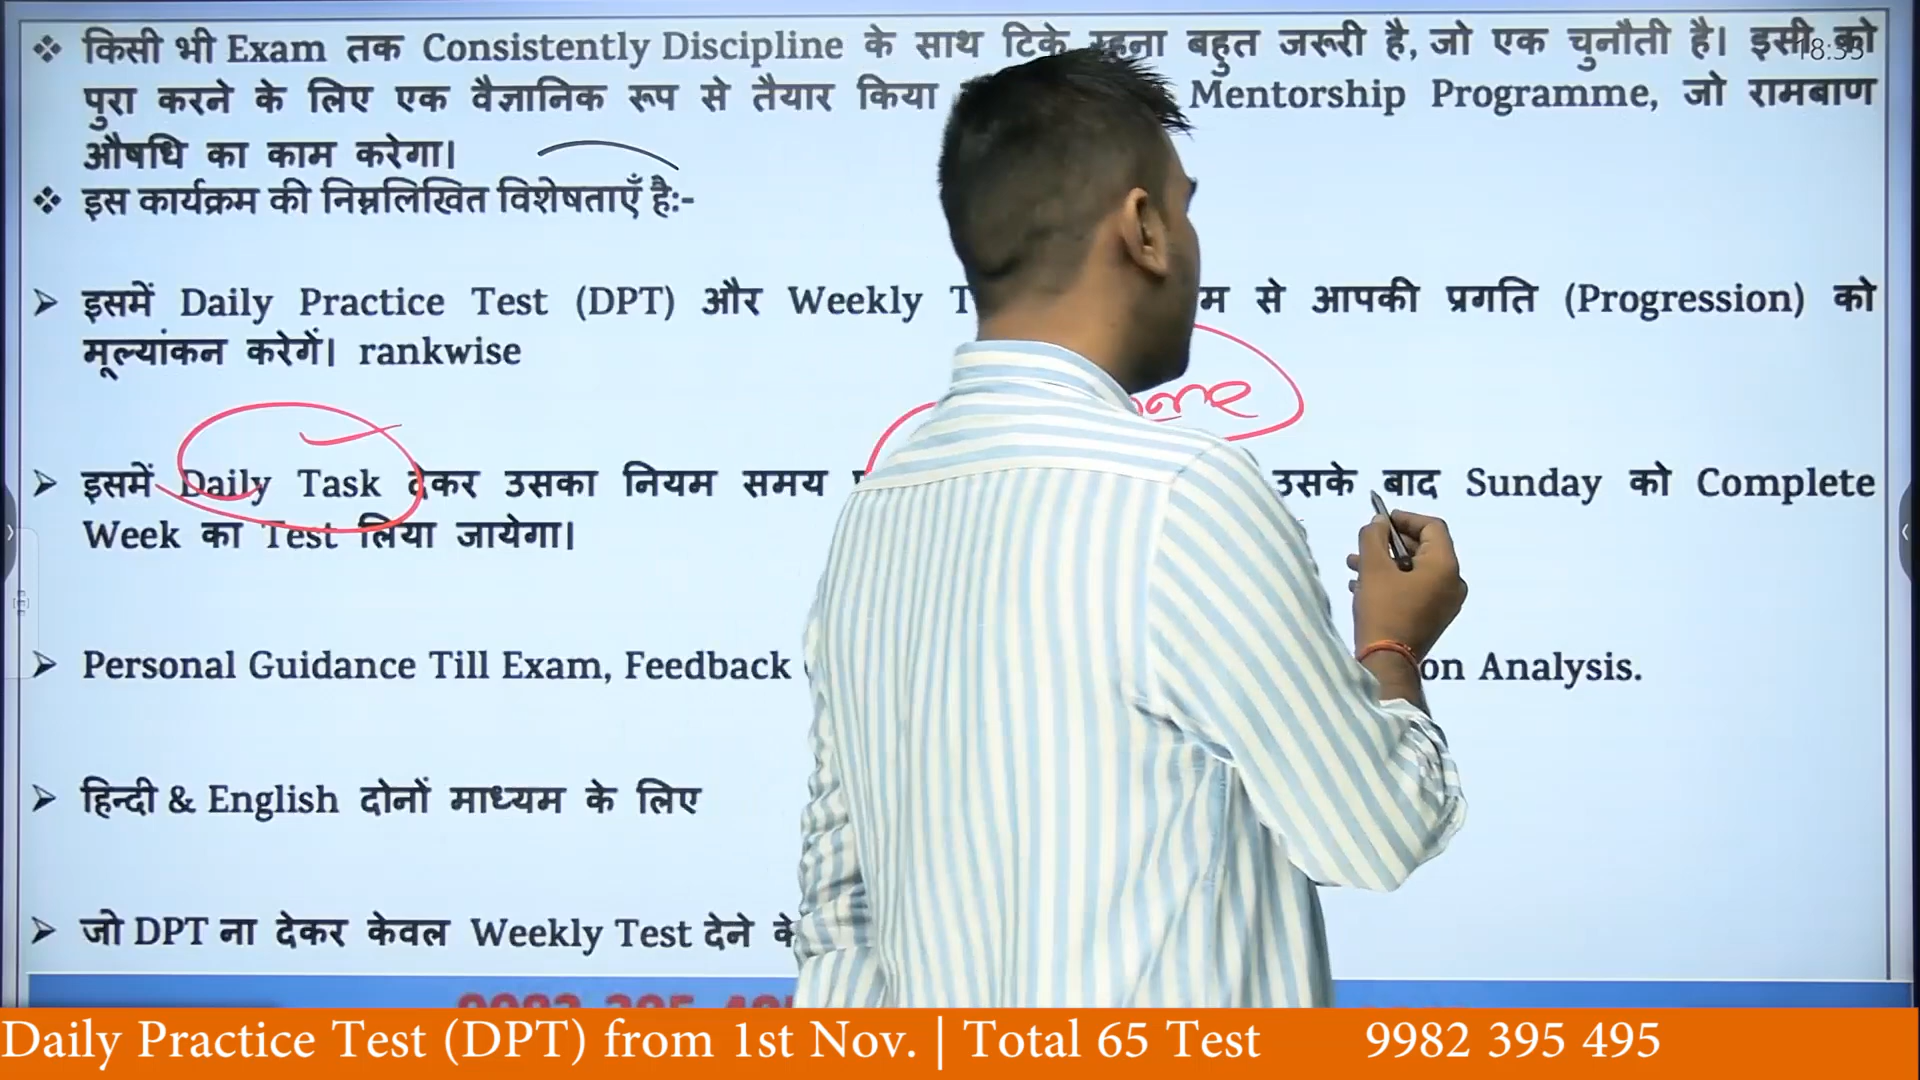 ❖ किसी भी Exam तक Consistently Discipline के साथ टिके रहना बहुत जरूरी है, जो एक चुनौती है। इसी को
18:53
पुरा करने के लिए एक वैज्ञानिक रूप से तैयार किया Mentorship Programme, जो रामबाण
औषधि का काम करेगा।
❖ इस कार्यक्रम की निम्नलिखित विशेषताएँ है:-
➤ इसमें Daily Practice Test (DPT) और Weekly से आपकी प्रगति (Progression) को
मूल्यांकन करेगें। rankwise
➤ इसमें Daily Task देकर उसका नियम समय उसके बाद Sunday को Complete
Week का Test लिया जायेगा।
➤ Personal Guidance Till Exam, Feedback Analysis.
➤ हिन्दी & English दोनों माध्यम के लिए
➤ जो DPT ना देकर केवल Weekly Test देने के
Daily Practice Test (DPT) from 1st Nov. | Total 65 Test 9982 395 495